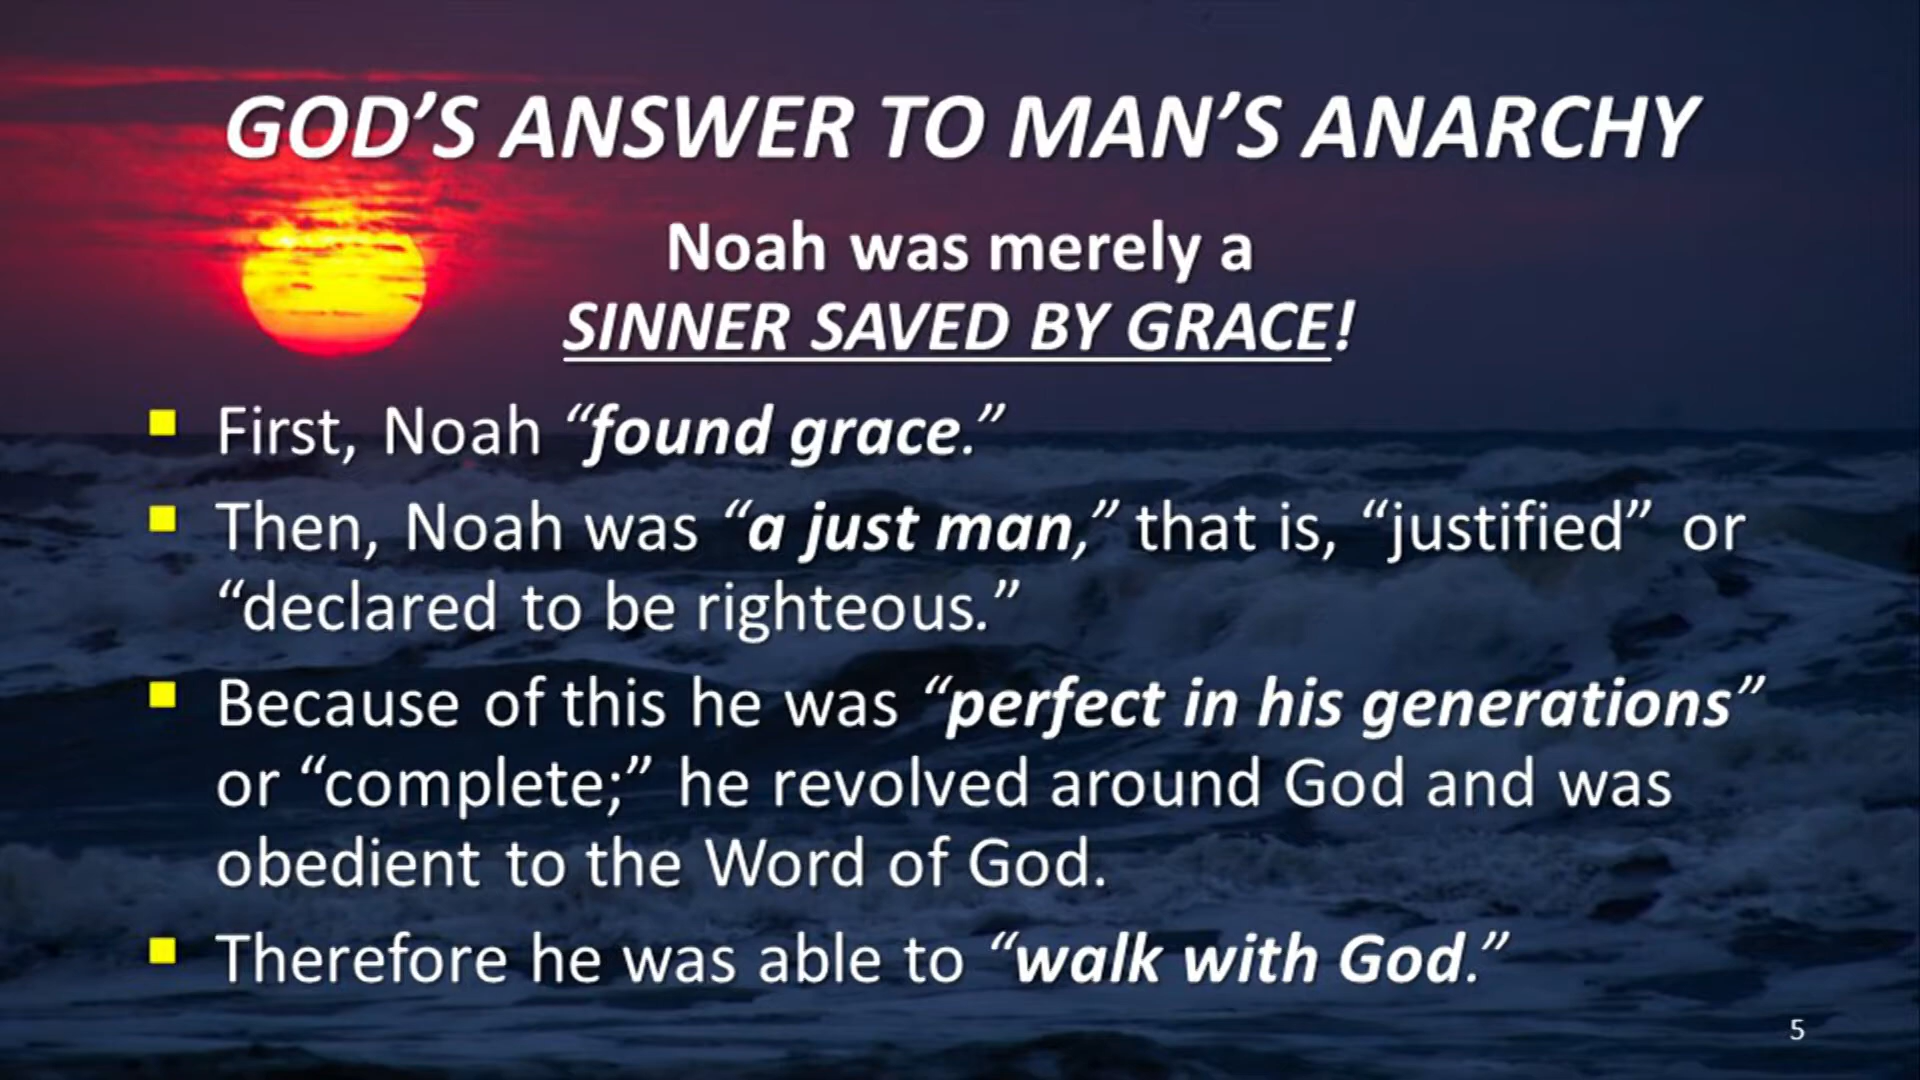 GOD’S ANSWER TO MAN’S ANARCHY
Noah was merely a
SINNER SAVED BY GRACE!
First, Noah “found grace.”
Then, Noah was “a just man,” that is, “justified” or
“declared to be righteous.”
Because of this he was “perfect in his generations”
or “complete;” he revolved around God and was
obedient to the Word of God.
Therefore he was able to “walk with God.”
5